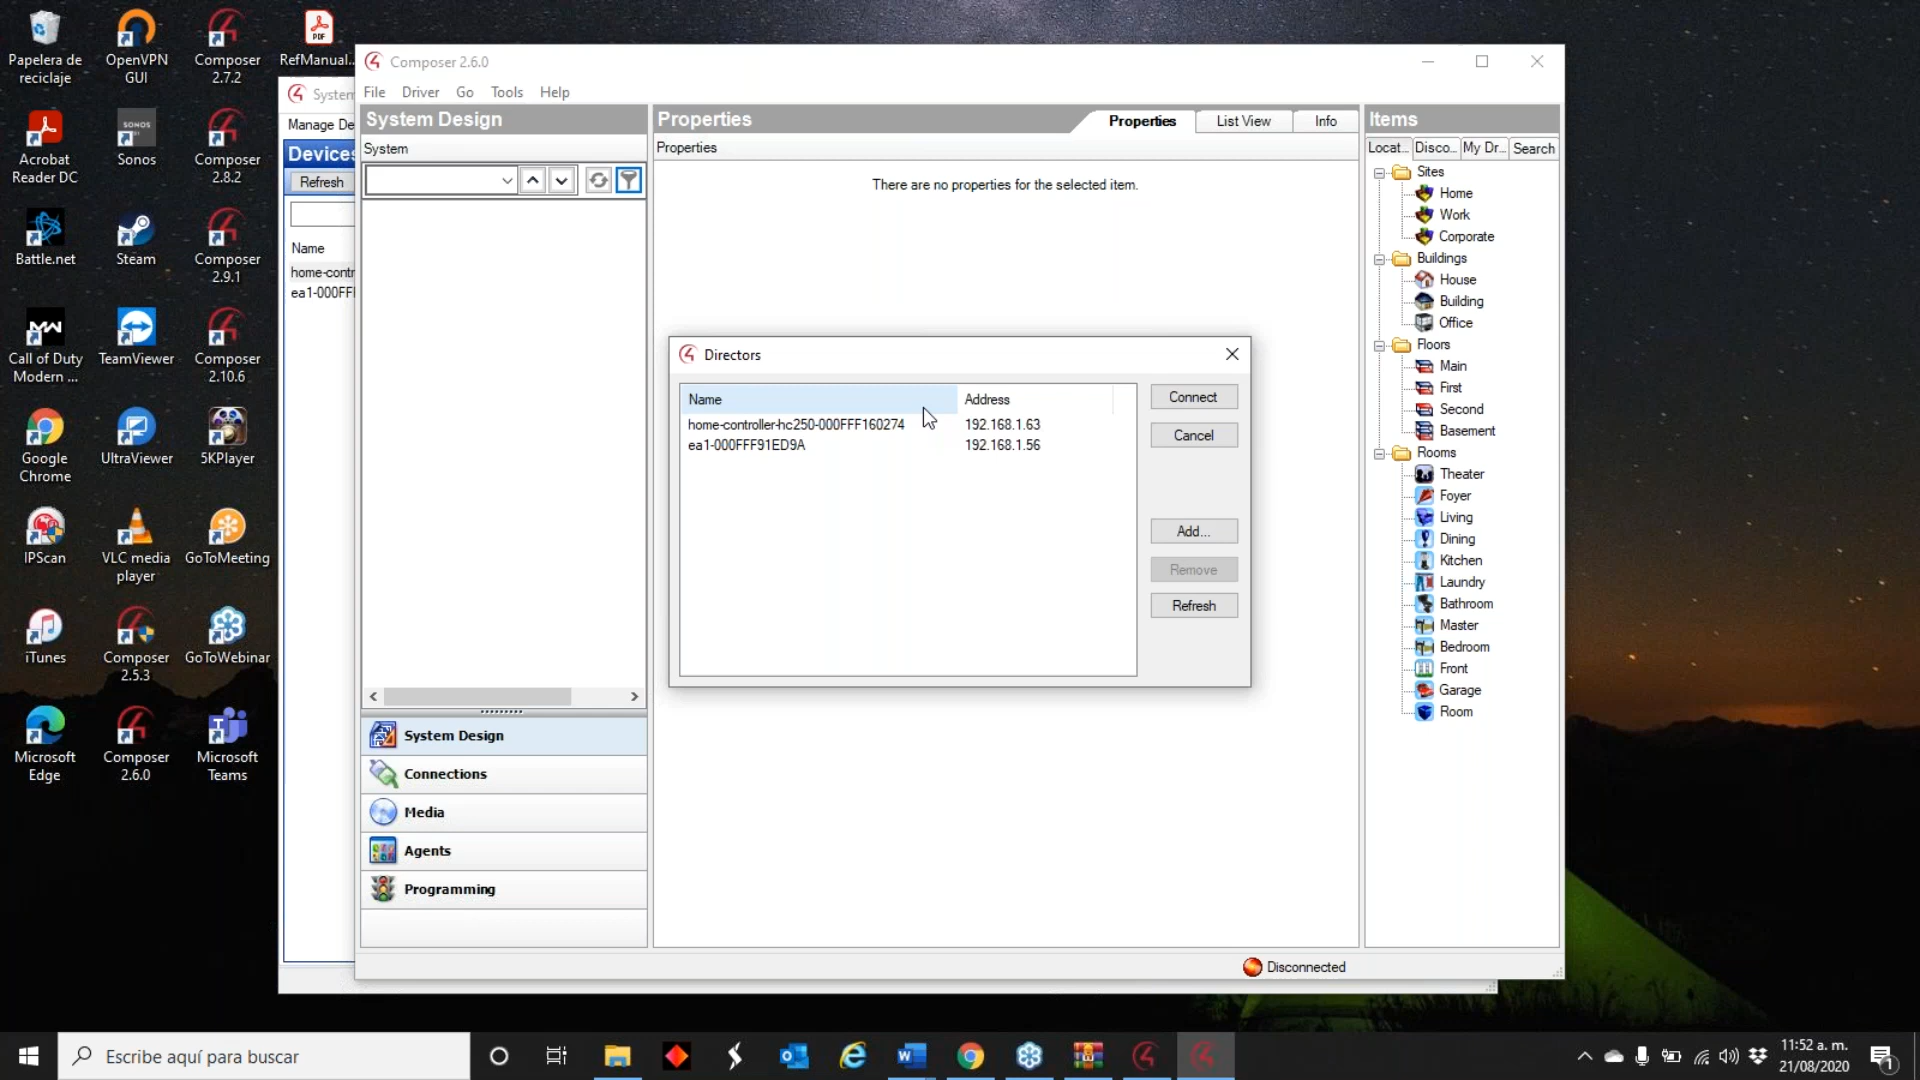 Papelera de
reciclaje
OpenVPN
GUI
Composer
2.7.2
RefManual...
Acrobat
Reader DC
Sonos
SONOS
Composer
2.8.2
Battle.net
Steam
Composer
2.9.1
Call of Duty
Modern ...
TeamViewer
Composer
2.10.6
Google
Chrome
UltraViewer
5KPlayer
IPScan
VLC media
player
GoToMeeting
iTunes
Composer
2.5.3
GoToWebinar
Microsoft
Edge
Composer
2.6.0
Microsoft
Teams
System
Manage De
Devices
Refresh
Name
home-contr
ea1-000FFF
Composer 2.6.0
File Driver Go Tools Help
System Design
System
System Design
Connections
Media
Agents
Programming
Properties
Properties List View Info
Properties
There are no properties for the selected item.
Directors
Name Address
home-controller-hc250-000FFF160274 192.168.1.63
ea1-000FFF91ED9A 192.168.1.56
Connect
Cancel
Add...
Remove
Refresh
Items
Locat... Disco... My Dr... Search
Sites
Home
Work
Corporate
Buildings
House
Building
Office
Floors
Main
First
Second
Basement
Rooms
Theater
Foyer
Living
Dining
Kitchen
Laundry
Bathroom
Master
Bedroom
Front
Garage
Room
Disconnected
Escribe aquí para buscar
11:52 a. m.
21/08/2020
1